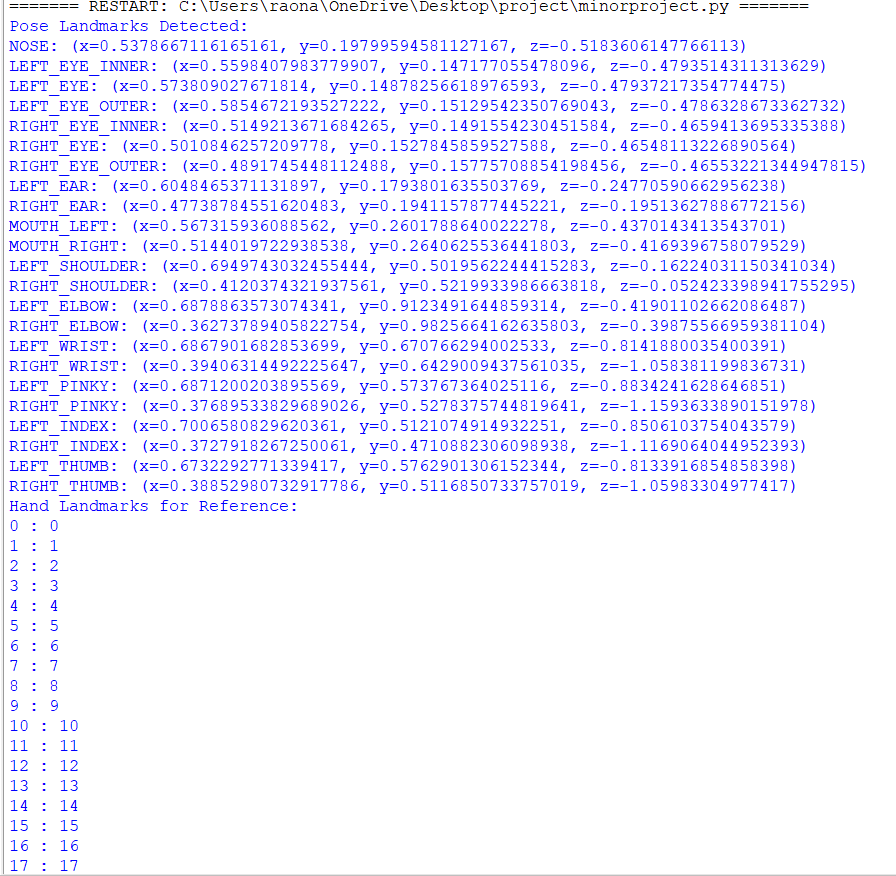 ======= RESTART: C:\Users\raona\OneDrive\Desktop\project\minorproject.py =======
Pose Landmarks Detected:
NOSE: (x=0.5378667116165161, y=0.19799594581127167, z=-0.5183606147766113)
LEFT_EYE_INNER: (x=0.5598407983779907, y=0.147177055478096, z=-0.4793514311313629)
LEFT_EYE: (x=0.573809027671814, y=0.14878256618976593, z=-0.47937217354774475)
LEFT_EYE_OUTER: (x=0.5854672193527222, y=0.15129542350769043, z=-0.4786328673362732)
RIGHT_EYE_INNER: (x=0.5149213671684265, y=0.1491554230451584, z=-0.4659413695335388)
RIGHT_EYE: (x=0.5010846257209778, y=0.1527845859527588, z=-0.46548113226890564)
RIGHT_EYE_OUTER: (x=0.4891745448112488, y=0.15775708854198456, z=-0.46553221344947815)
LEFT_EAR: (x=0.6048465371131897, y=0.1793801635503769, z=-0.24770590662956238)
RIGHT_EAR: (x=0.47738784551620483, y=0.1941157877445221, z=-0.19513627886772156)
MOUTH_LEFT: (x=0.567315936088562, y=0.2601788640022278, z=-0.4370143413543701)
MOUTH_RIGHT: (x=0.5144019722938538, y=0.2640625536441803, z=-0.4169396758079529)
LEFT_SHOULDER: (x=0.6949743032455444, y=0.5019562244415283, z=-0.16224031150341034)
RIGHT_SHOULDER: (x=0.4120374321937561, y=0.5219933986663818, z=-0.052423398941755295)
LEFT_ELBOW: (x=0.6878863573074341, y=0.9123491644859314, z=-0.41901102662086487)
RIGHT_ELBOW: (x=0.36273789405822754, y=0.9825664162635803, z=-0.39875566959381104)
LEFT_WRIST: (x=0.6867901682853699, y=0.670766294002533, z=-0.8141880035400391)
RIGHT_WRIST: (x=0.39406314492225647, y=0.6429009437561035, z=-1.058381199836731)
LEFT_PINKY: (x=0.6871200203895569, y=0.573767364025116, z=-0.8834241628646851)
RIGHT_PINKY: (x=0.37689533829689026, y=0.5278375744819641, z=-1.1593633890151978)
LEFT_INDEX: (x=0.7006580829620361, y=0.5121074914932251, z=-0.8506103754043579)
RIGHT_INDEX: (x=0.3727918267250061, y=0.4710882306098938, z=-1.1169064044952393)
LEFT_THUMB: (x=0.6732292771339417, y=0.5762901306152344, z=-0.8133916854858398)
RIGHT_THUMB: (x=0.38852980732917786, y=0.5116850733757019, z=-1.05983304977417)
Hand Landmarks for Reference:
0 : 0
1 : 1
2 : 2
3 : 3
4 : 4
5 : 5
6 : 6
7 : 7
8 : 8
9 : 9
10 : 10
11 : 11
12 : 12
13 : 13
14 : 14
15 : 15
16 : 16
17 : 17